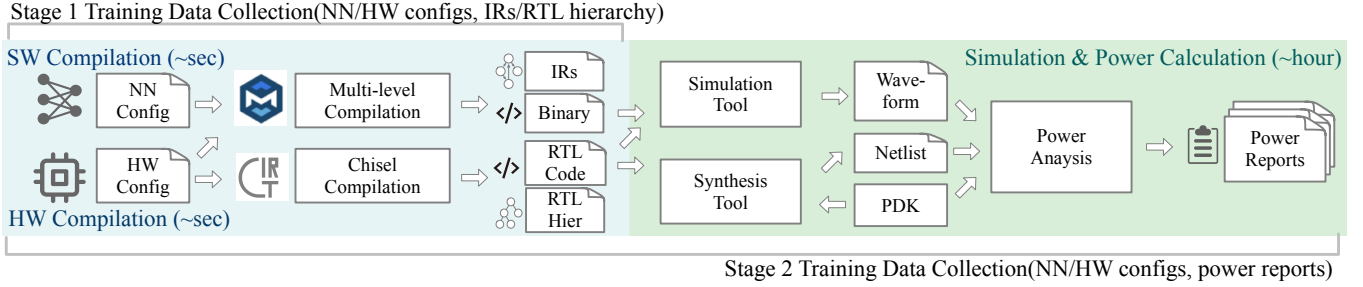 Stage 1 Training Data Collection(NN/HW configs, IRs/RTL hierarchy)
SW Compilation (~sec)
Simulation & Power Calculation (~hour)
NN
Config
Multi-level
Compilation
IRs
</> Binary
Simulation
Tool
Wave-
form
HW
Config
CIRT
Chisel
Compilation
</> RTL
Code
RTL
Hier
Synthesis
Tool
Netlist
PDK
Power
Anaysis
Power
Reports
HW Compilation (~sec)
Stage 2 Training Data Collection(NN/HW configs, power reports)